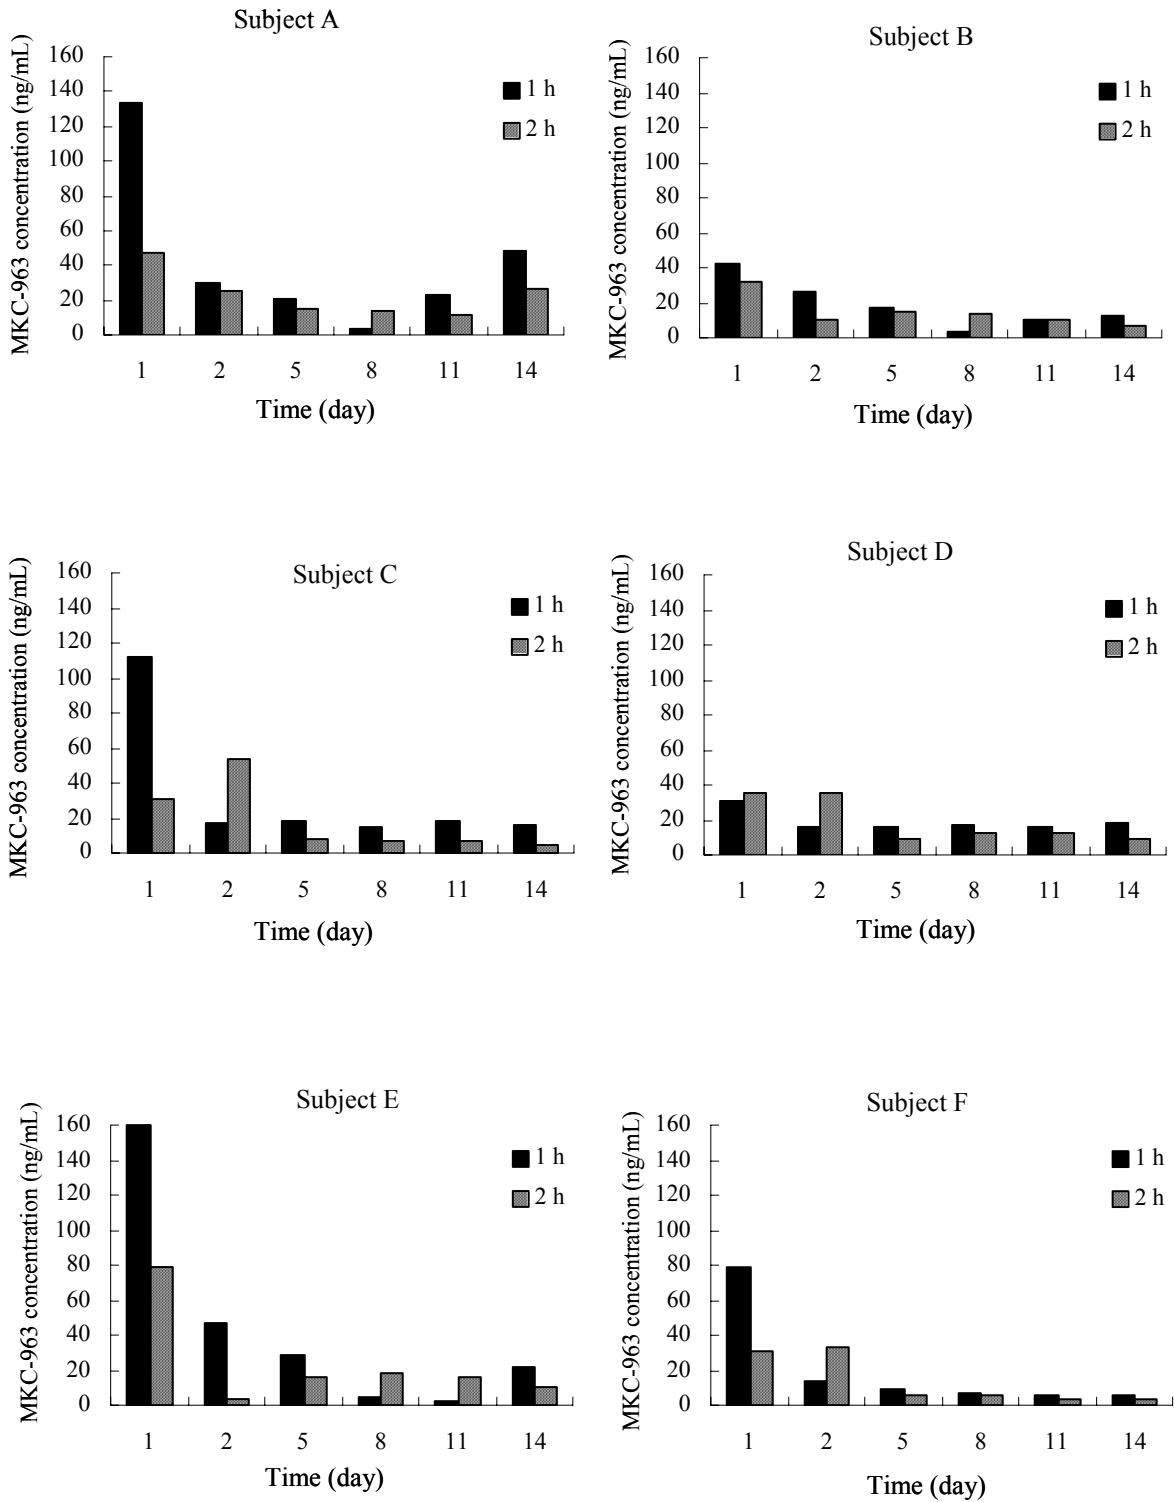 Subject A
MKC-963 concentration (ng/mL)
160
140
120
100
80
60
40
20
0
1 h
2 h
1 2 5 8 11 14
Time (day)
Subject B
MKC-963 concentration (ng/mL)
160
140
120
100
80
60
40
20
0
1 h
2 h
1 2 5 8 11 14
Time (day)
Subject C
MKC-963 concentration (ng/mL)
160
140
120
100
80
60
40
20
0
1 h
2 h
1 2 5 8 11 14
Time (day)
Subject D
MKC-963 concentration (ng/mL)
160
140
120
100
80
60
40
20
0
1 h
2 h
1 2 5 8 11 14
Time (day)
Subject E
MKC-963 concentration (ng/mL)
160
140
120
100
80
60
40
20
0
1 h
2 h
1 2 5 8 11 14
Time (day)
Subject F
MKC-963 concentration (ng/mL)
160
140
120
100
80
60
40
20
0
1 h
2 h
1 2 5 8 11 14
Time (day)